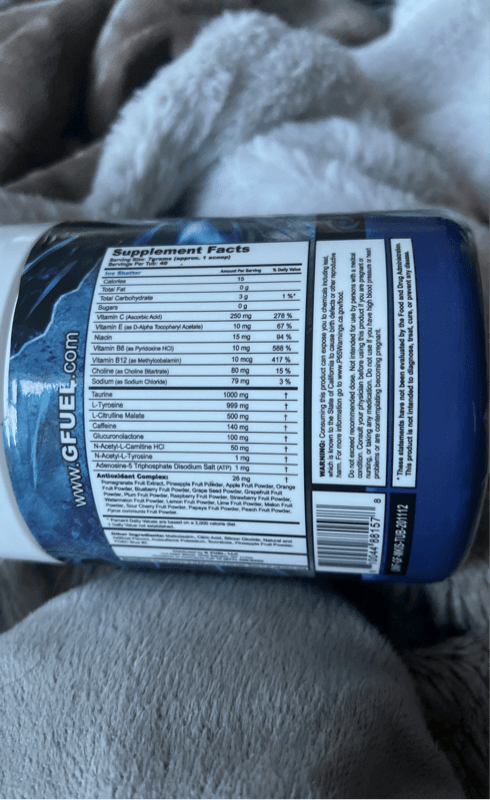 www.GFUEL.com
Supplement Facts
Serving Size: 7grams (approx. 1 scoop)
Servings Per Tub: 40
Ice Shatter Amount Per Serving % Daily Value
Calories 15
Total Fat 0 g
Total Carbohydrate 3 g 1 %*
Sugars 0 g
Vitamin C (Ascorbic Acid) 250 mg 278 %
Vitamin E (as D-Alpha Tocopheryl Acetate) 10 mg 67 %
Niacin 15 mg 94 %
Vitamin B6 (as Pyridoxine HCl) 10 mg 588 %
Vitamin B12 (as Methylcobalamin) 10 mcg 417 %
Choline (as Choline Bitartrate) 80 mg 15 %
Sodium (as Sodium Chloride) 79 mg 3 %
Taurine 1000 mg †
L-Tyrosine 999 mg †
L-Citrulline Malate 500 mg †
Caffeine 140 mg †
Glucuronolactone 100 mg †
N-Acetyl-L-Carnitine HCl 50 mg †
N-Acetyl-L-Tyrosine 1 mg †
Adenosine-5 Triphosphate Disodium Salt (ATP) 1 mg †
Antioxidant Complex: 26 mg †
Pomegranate Fruit Extract, Pineapple Fruit Powder, Apple Fruit Powder, Orange
Fruit Powder, Blueberry Fruit Powder, Grape Seed Powder, Grapefruit Fruit
Powder, Plum Fruit Powder, Raspberry Fruit Powder, Strawberry Fruit Powder,
Watermelon Fruit Powder, Lemon Fruit Powder, Lime Fruit Powder, Melon Fruit
Powder, Sour Cherry Fruit Powder, Papaya Fruit Powder, Peach Fruit Powder,
* Percent Daily Values are based on a 2,000 calorie diet.
† Daily Value not established.
Other Ingredients: Maltodextrin, Citric Acid, Silicon Dioxide, Natural and
WARNING: Consuming this product can expose you to chemicals including lead,
which is known to the State of California to cause birth defects or other reproductive
harm. For more information go to www.P65Warnings.ca.gov/food.
Do not exceed recommended dose. Not intended for use by persons with a medical
condition. Consult your physician before using this product if you are pregnant or
nursing, or taking any medication. Do not use if you have high blood pressure or heart
problems or are contemplating becoming pregnant.
* These statements have not been evaluated by the Food and Drug Administration.
This product is not intended to diagnose, treat, cure, or prevent any disease.
8